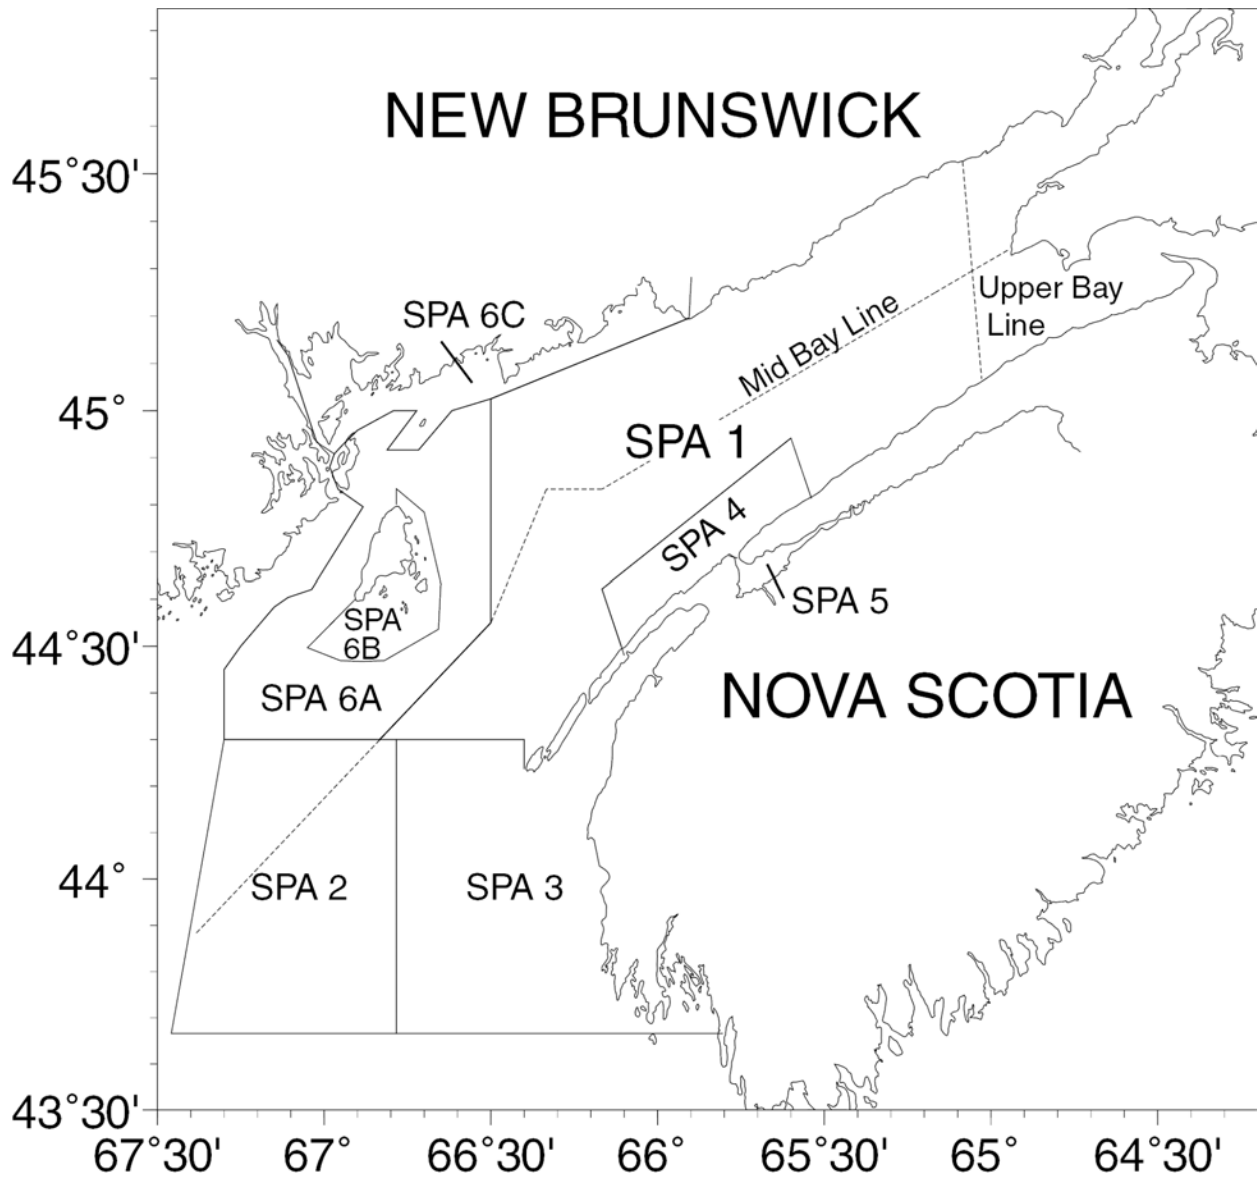 NEW BRUNSWICK
45°30'
SPA 6C
Upper Bay
Line
Mid Bay Line
45°
SPA 1
SPA 4
SPA 5
SPA
6B
44°30'
SPA 6A
NOVA SCOTIA
44°
SPA 2
SPA 3
43°30'
67°30'
67°
66°30'
66°
65°30'
65°
64°30'